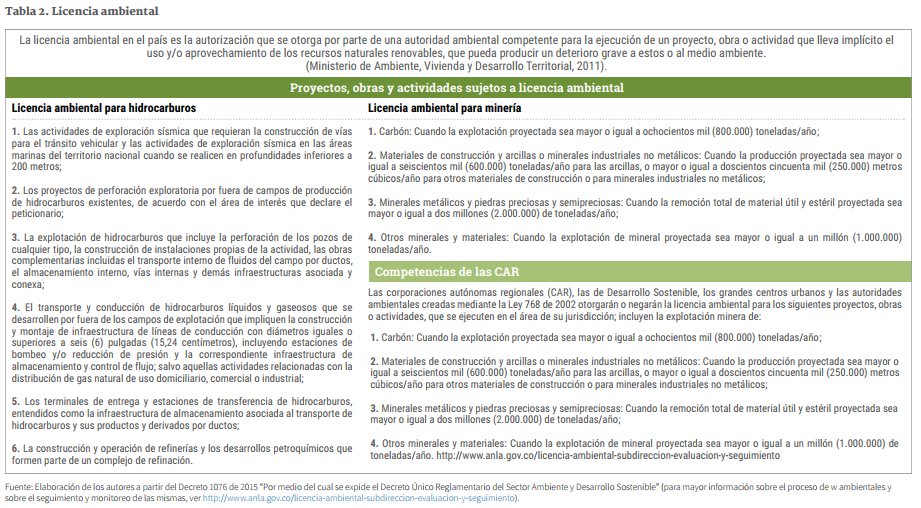 Tabla 2. Licencia ambiental
La licencia ambiental en el país es la autorización que se otorga por parte de una autoridad ambiental competente para la ejecución de un proyecto, obra o actividad que lleva implícito el
uso y/o aprovechamiento de los recursos naturales renovables, que pueda producir un deterioro grave a estos o al medio ambiente.
(Ministerio de Ambiente, Vivienda y Desarrollo Territorial, 2011).
Proyectos, obras y actividades sujetos a licencia ambiental
Licencia ambiental para hidrocarburos
1. Las actividades de exploración sísmica que requieran la construcción de vías
para el tránsito vehicular y las actividades de exploración sísmica en las áreas
marinas del territorio nacional cuando se realicen en profundidades inferiores a
200 metros;
2. Los proyectos de perforación exploratoria por fuera de campos de producción
de hidrocarburos existentes, de acuerdo con el área de interés que declare el
peticionario;
3. La explotación de hidrocarburos que incluye la perforación de los pozos de
cualquier tipo, la construcción de instalaciones propias de la actividad, las obras
complementarias incluidas el transporte interno de fluidos del campo por ductos,
el almacenamiento interno, vías internas y demás infraestructuras asociada y
conexa;
4. El transporte y conducción de hidrocarburos líquidos y gaseosos que se
desarrollen por fuera de los campos de explotación que impliquen la construcción
y montaje de infraestructura de líneas de conducción con diámetros iguales o
superiores a seis (6) pulgadas (15,24 centímetros), incluyendo estaciones de
bombeo y/o reducción de presión y la correspondiente infraestructura de
almacenamiento y control de flujo; salvo aquellas actividades relacionadas con la
distribución de gas natural de uso domiciliario, comercial o industrial;
5. Los terminales de entrega y estaciones de transferencia de hidrocarburos,
entendidos como la infraestructura de almacenamiento asociada al transporte de
hidrocarburos y sus productos y derivados por ductos;
6. La construcción y operación de refinerías y los desarrollos petroquímicos que
formen parte de un complejo de refinación.
Licencia ambiental para minería
1. Carbón: Cuando la explotación proyectada sea mayor o igual a ochocientos mil (800.000) toneladas/año;
2. Materiales de construcción y arcillas o minerales industriales no metálicos: Cuando la producción proyectada sea mayor o
igual a seiscientos mil (600.000) toneladas/año para las arcillas, o mayor o igual a doscientos cincuenta mil (250.000) metros
cúbicos/año para otros materiales de construcción o para minerales industriales no metálicos;
3. Minerales metálicos y piedras preciosas y semipreciosas: Cuando la remoción total de material útil y estéril proyectada sea
mayor o igual a dos millones (2.000.000) de toneladas/año;
4. Otros minerales y materiales: Cuando la explotación de mineral proyectada sea mayor o igual a un millón (1.000.000)
toneladas/año.
Competencias de las CAR
Las corporaciones autónomas regionales (CAR), las de Desarrollo Sostenible, los grandes centros urbanos y las autoridades
ambientales creadas mediante la Ley 768 de 2002 otorgarán o negarán la licencia ambiental para los siguientes proyectos, obras
o actividades, que se ejecuten en el área de su jurisdicción; incluyen la explotación minera de:
1. Carbón: Cuando la explotación proyectada sea mayor o igual a ochocientos mil (800.000) toneladas/año;
2. Materiales de construcción y arcillas o minerales industriales no metálicos: Cuando la producción proyectada sea mayor o
igual a seiscientos mil (600.000) toneladas/año para las arcillas, o mayor o igual a doscientos cincuenta mil (250.000) metros
cúbicos/año para otros materiales de construcción o para minerales industriales no metálicos;
3. Minerales metálicos y piedras preciosas y semipreciosas: Cuando la remoción total de material útil y estéril proyectada sea
mayor o igual a dos millones (2.000.000) de toneladas/año;
4. Otros minerales y materiales: Cuando la explotación de mineral proyectada sea mayor o igual a un millón (1.000.000) de
toneladas/año. http://www.anla.gov.co/licencia-ambiental-subdireccion-evaluacion-y-seguimiento
Fuente: Elaboración de los autores a partir del Decreto 1076 de 2015 “Por medio del cual se expide el Decreto Único Reglamentario del Sector Ambiente y Desarrollo Sostenible” (para mayor información sobre el proceso de w ambientales y
sobre el seguimiento y monitoreo de las mismas, ver http://www.anla.gov.co/licencia-ambiental-subdireccion-evaluacion-y-seguimiento).